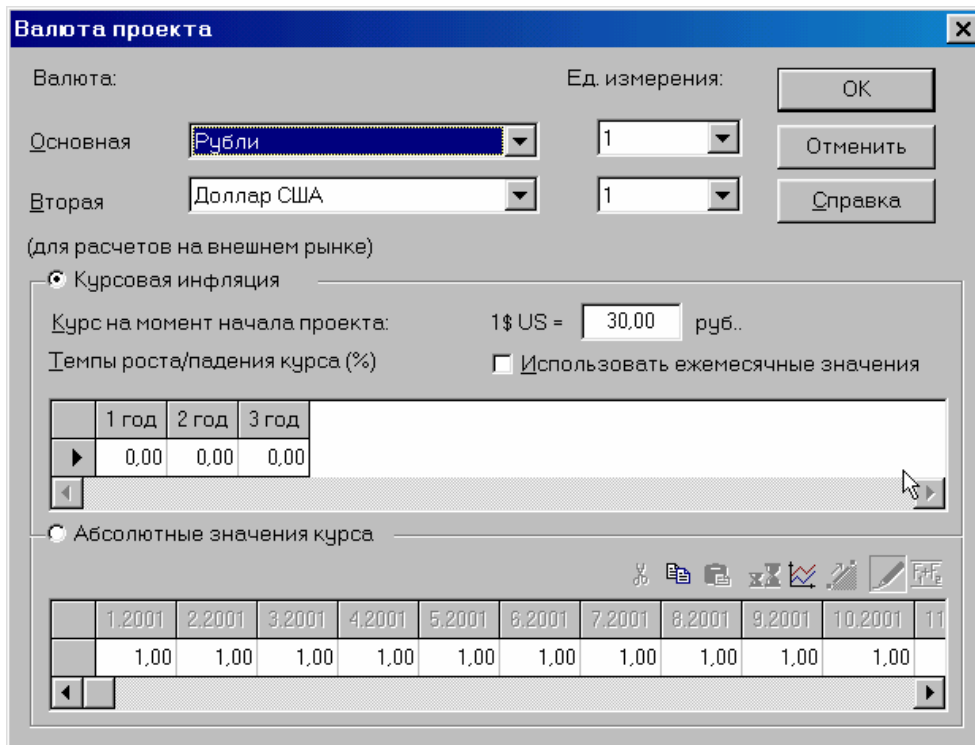 Валюта проекта
Валюта: Ед. измерения: OK
Основная Рубли 1 Отменить
Вторая Доллар США 1 Справка
(для расчетов на внешнем рынке)
Курсовая инфляция
Курс на момент начала проекта: 1$ US = 30,00 руб..
Темпы роста/падения курса (%) Использовать ежемесячные значения
1 год 2 год 3 год
0,00 0,00 0,00
Абсолютные значения курса
1.2001 2.2001 3.2001 4.2001 5.2001 6.2001 7.2001 8.2001 9.2001 10.2001 11
1,00 1,00 1,00 1,00 1,00 1,00 1,00 1,00 1,00 1,00